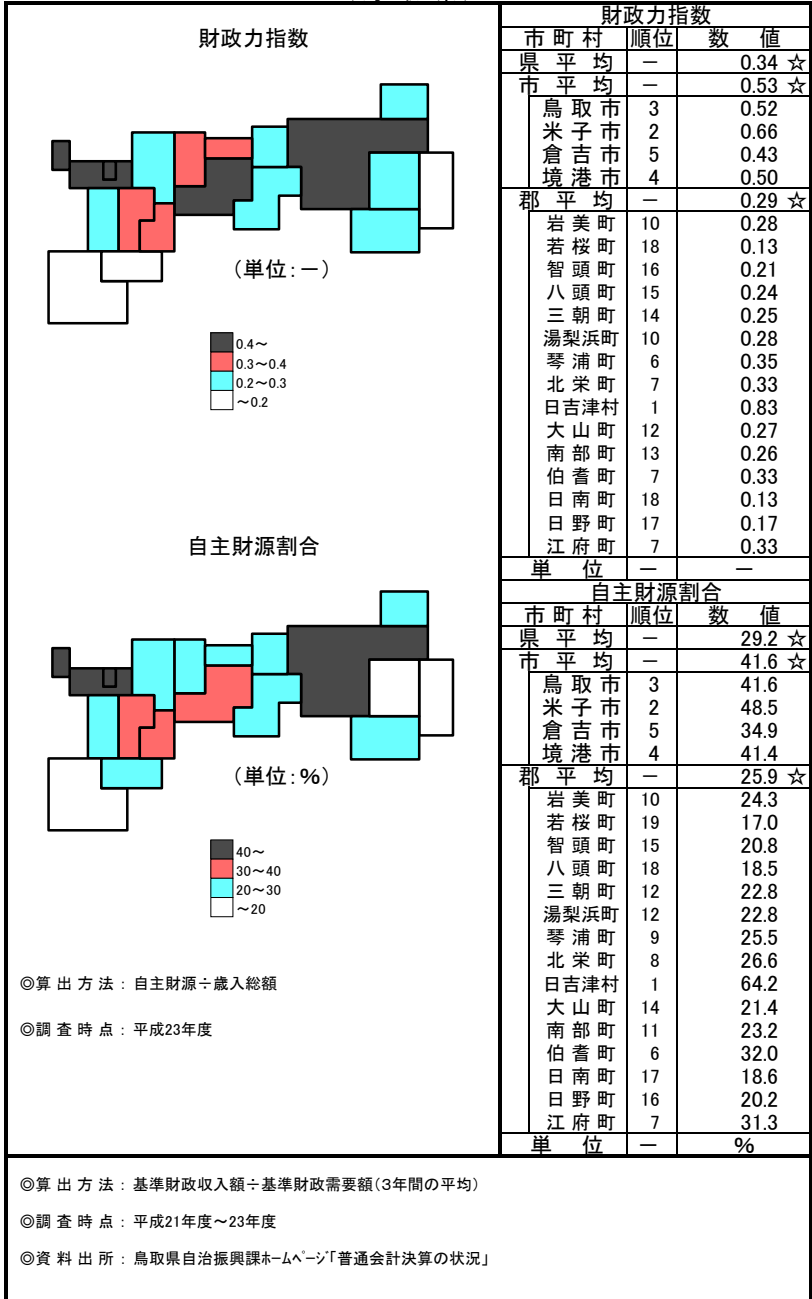 財政力指数
(単位:－)
0.4～
0.3～0.4
0.2～0.3
～0.2
財政力指数
市 町 村 順位 数 値
県 平 均 － 0.34 ☆
市 平 均 － 0.53 ☆
鳥 取 市 3 0.52
米 子 市 2 0.66
倉 吉 市 5 0.43
境 港 市 4 0.50
郡 平 均 － 0.29 ☆
岩 美 町 10 0.28
若 桜 町 18 0.13
智 頭 町 16 0.21
八 頭 町 15 0.24
三 朝 町 14 0.25
湯梨浜町 10 0.28
琴 浦 町 6 0.35
北 栄 町 7 0.33
日吉津村 1 0.83
大 山 町 12 0.27
南 部 町 13 0.26
伯 耆 町 7 0.33
日 南 町 18 0.13
日 野 町 17 0.17
江 府 町 7 0.33
単 位 － －
自主財源割合
(単位:%)
40～
30～40
20～30
～20
◎算 出 方 法 : 自主財源÷歳入総額
◎調 査 時 点 : 平成23年度
自主財源割合
市 町 村 順位 数 値
県 平 均 － 29.2 ☆
市 平 均 － 41.6 ☆
鳥 取 市 3 41.6
米 子 市 2 48.5
倉 吉 市 5 34.9
境 港 市 4 41.4
郡 平 均 － 25.9 ☆
岩 美 町 10 24.3
若 桜 町 19 17.0
智 頭 町 15 20.8
八 頭 町 18 18.5
三 朝 町 12 22.8
湯梨浜町 12 22.8
琴 浦 町 9 25.5
北 栄 町 8 26.6
日吉津村 1 64.2
大 山 町 14 21.4
南 部 町 11 23.2
伯 耆 町 6 32.0
日 南 町 17 18.6
日 野 町 16 20.2
江 府 町 7 31.3
単 位 － %
◎算 出 方 法 : 基準財政収入額÷基準財政需要額(3年間の平均)
◎調 査 時 点 : 平成21年度～23年度
◎資 料 出 所 : 鳥取県自治振興課ﾎｰﾑﾍﾟｰｼﾞ「普通会計決算の状況」